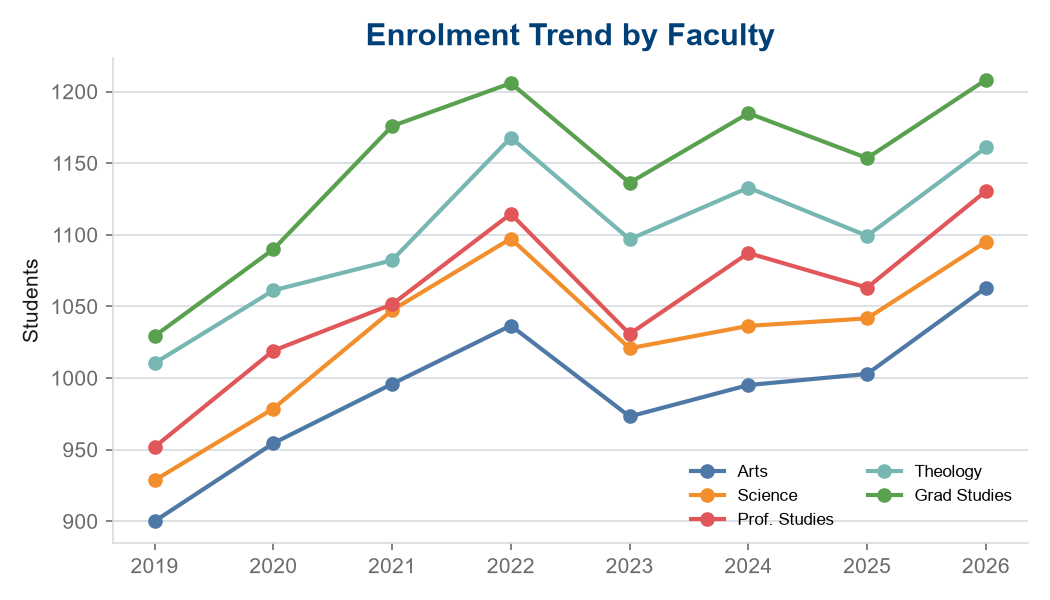 Enrolment Trend by Faculty
Students
1200
1150
1100
1050
1000
950
900
2019 2020 2021 2022 2023 2024 2025 2026
Arts
Science
Prof. Studies
Theology
Grad Studies